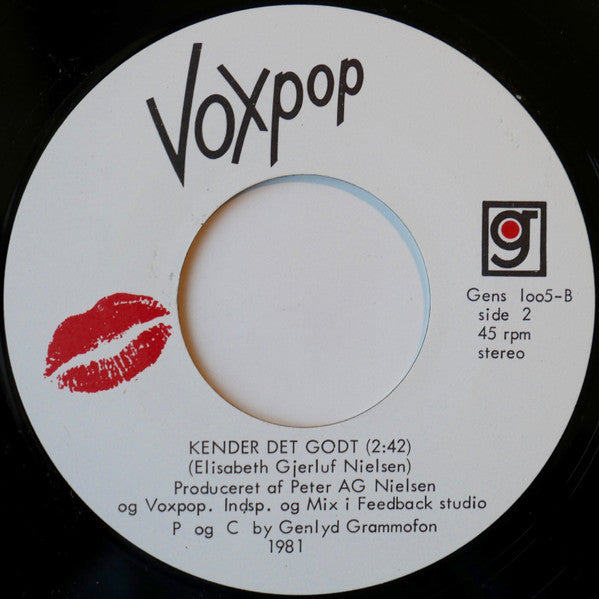 Voxpop
g
Gens loo5-B
side 2
45 rpm
stereo
KENDER DET GODT (2:42)
(Elisabeth Gjerluf Nielsen)
Produceret af Peter AG Nielsen
og Voxpop. Indsp. og Mix i Feedback studio
P og C by Genlyd Grammofon
1981